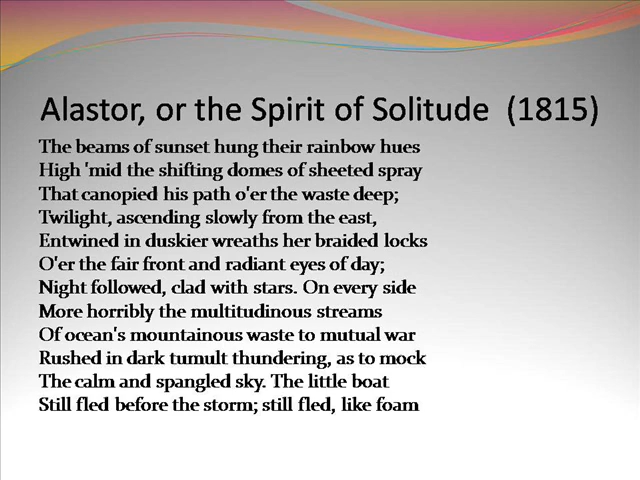 Alastor, or the Spirit of Solitude (1815)
The beams of sunset hung their rainbow hues
High 'mid the shifting domes of sheeted spray
That canopied his path o'er the waste deep;
Twilight, ascending slowly from the east,
Entwined in duskier wreaths her braided locks
O'er the fair front and radiant eyes of day;
Night followed, clad with stars. On every side
More horribly the multitudinous streams
Of ocean's mountainous waste to mutual war
Rushed in dark tumult thundering, as to mock
The calm and spangled sky. The little boat
Still fled before the storm; still fled, like foam